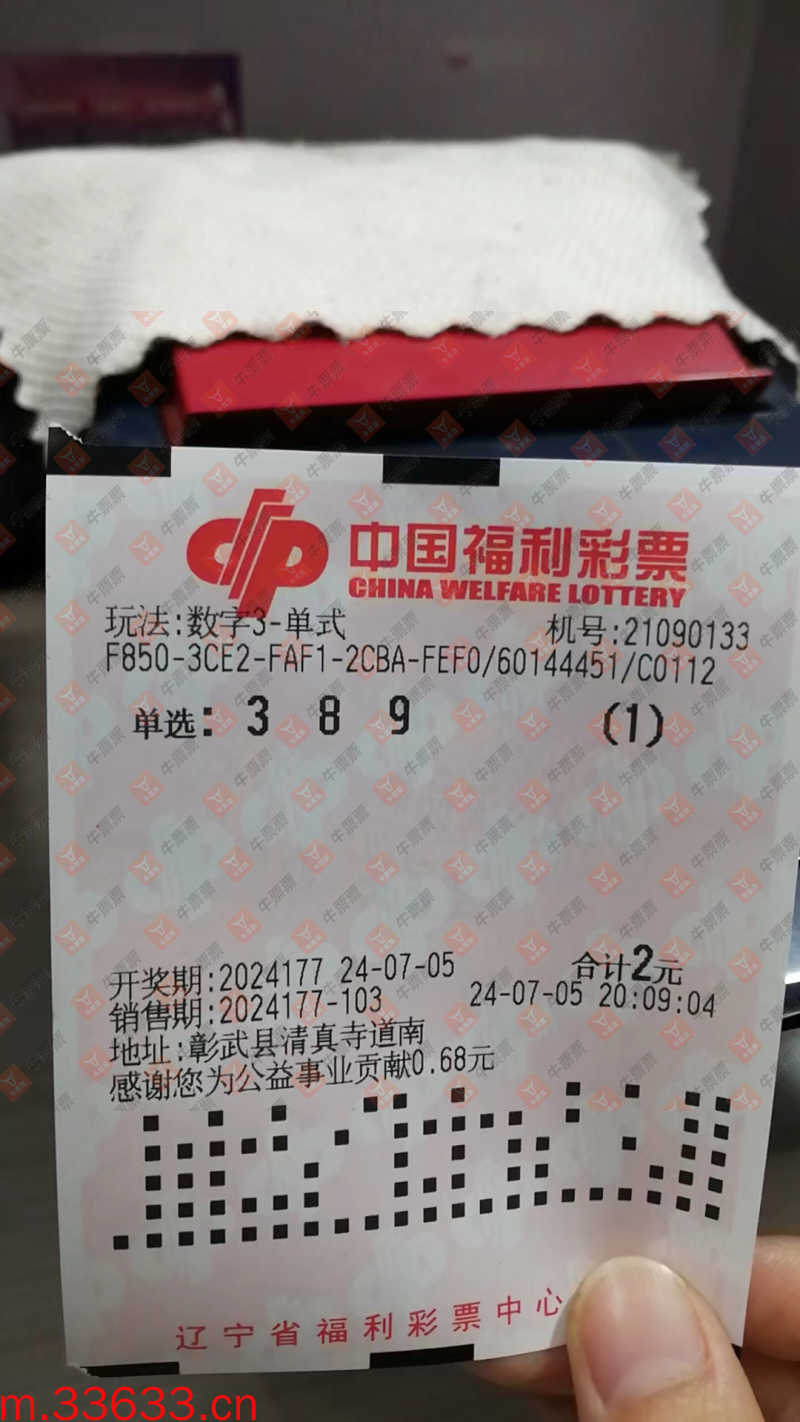 中国福利彩票
CHINA WELFARE LOTTERY
玩法:数字3-单式 机号:21090133
F850-3CE2-FAF1-2CBA-FEF0/60144451/C0112
单选: 3 8 9 (1)
开奖期:2024177 24-07-05 合计2元
销售期:2024177-103 24-07-05 20:09:04
地址:彰武县清真寺道南
感谢您为公益事业贡献0.68元
辽宁省福利彩票中心
m.33633.cn
牛票票